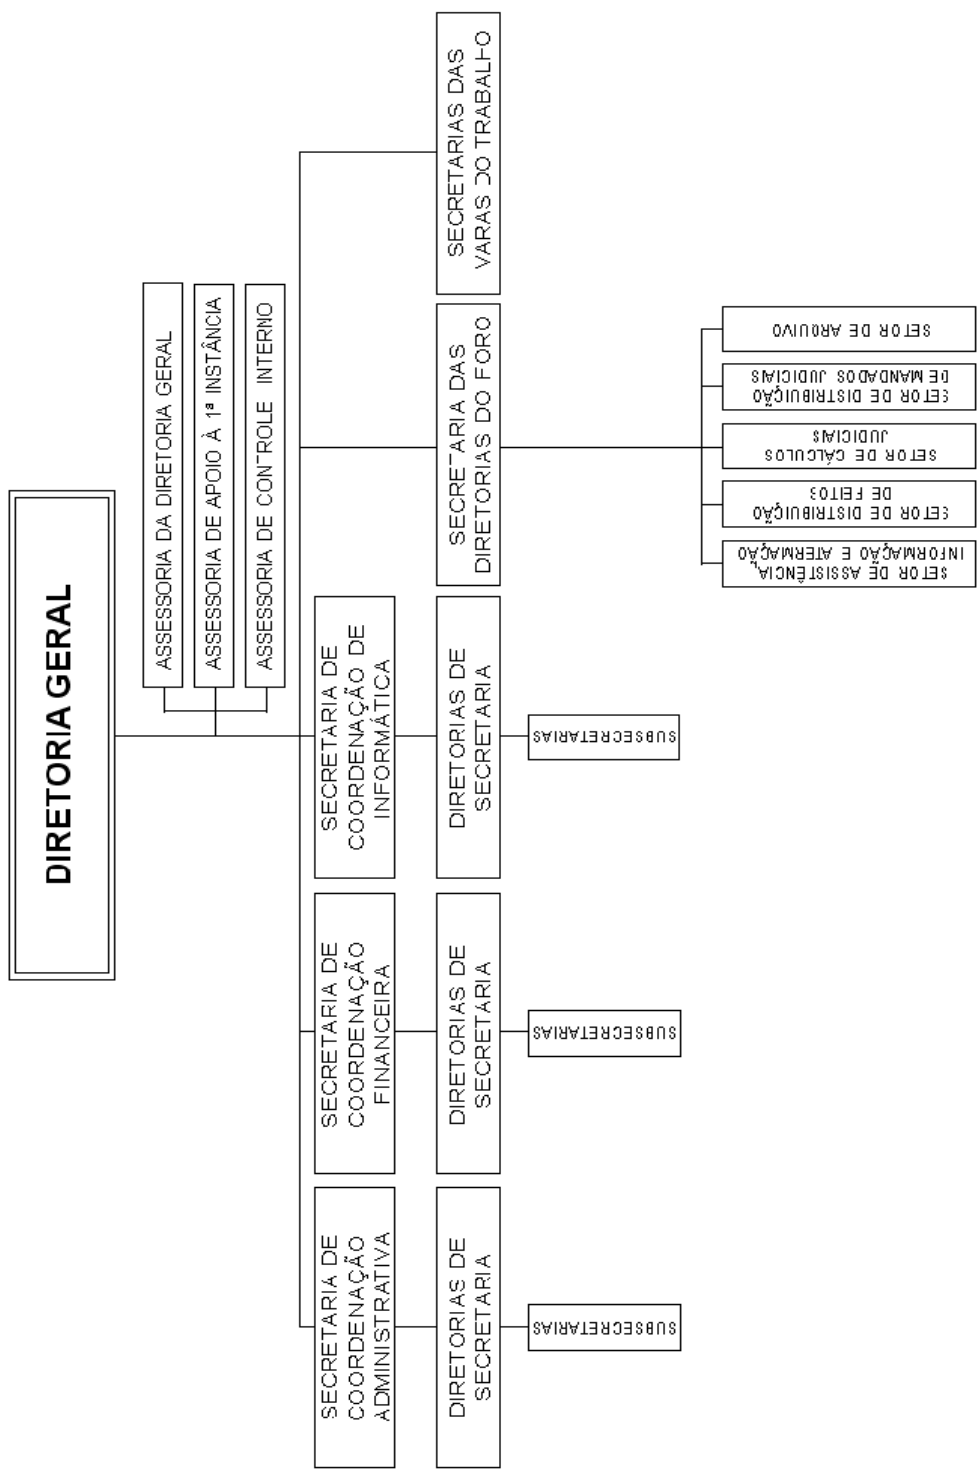 DIRETORIA GERAL
ASSESSORIA DA DIRETORIA GERAL
ASSESSORIA DE APOIO À 1ª INSTÂNCIA
ASSESSORIA DE CONTROLE INTERNO
SECRETARIA DE
COORDENAÇÃO
ADMINISTRATIVA
SECRETARIA DE
COORDENAÇÃO
FINANCEIRA
SECRETARIA DE
COORDENAÇÃO DE
INFORMÁTICA
DIRETORIAS DE
SECRETARIA
DIRETORIAS DE
SECRETARIA
DIRETORIAS DE
SECRETARIA
SECRETARIA DAS
DIRETORIAS DO FORO
SECRETARIAS DAS
VARAS DO TRABALHO
SUBSECRETARIAS
SUBSECRETARIAS
SUBSECRETARIAS
SETOR DE ASSISTÊNCIA,
INFORMAÇÃO E ATERMAÇÃO
SETOR DE DISTRIBUIÇÃO
DE FEITOS
SETOR DE CÁLCULOS
JUDICIAIS
SETOR DE DISTRIBUIÇÃO
DE MANDADOS JUDICIAIS
SETOR DE ARQUIVO